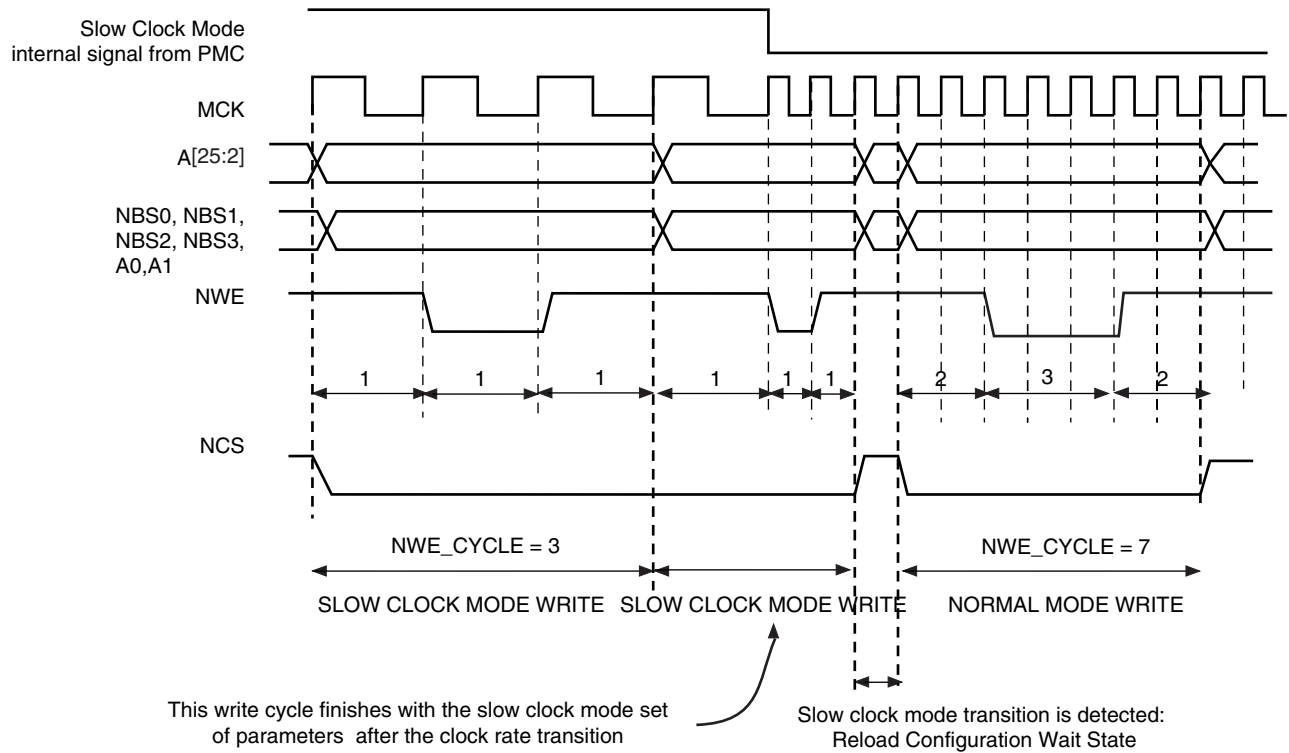 Slow Clock Mode
internal signal from PMC
MCK
A[25:2]
NBS0, NBS1,
NBS2, NBS3,
A0,A1
NWE
1 1 1 1 1 1 2 3 2
NCS
NWE_CYCLE = 3 NWE_CYCLE = 7
SLOW CLOCK MODE WRITE SLOW CLOCK MODE WRITE NORMAL MODE WRITE
This write cycle finishes with the slow clock mode set
of parameters after the clock rate transition
Slow clock mode transition is detected:
Reload Configuration Wait State